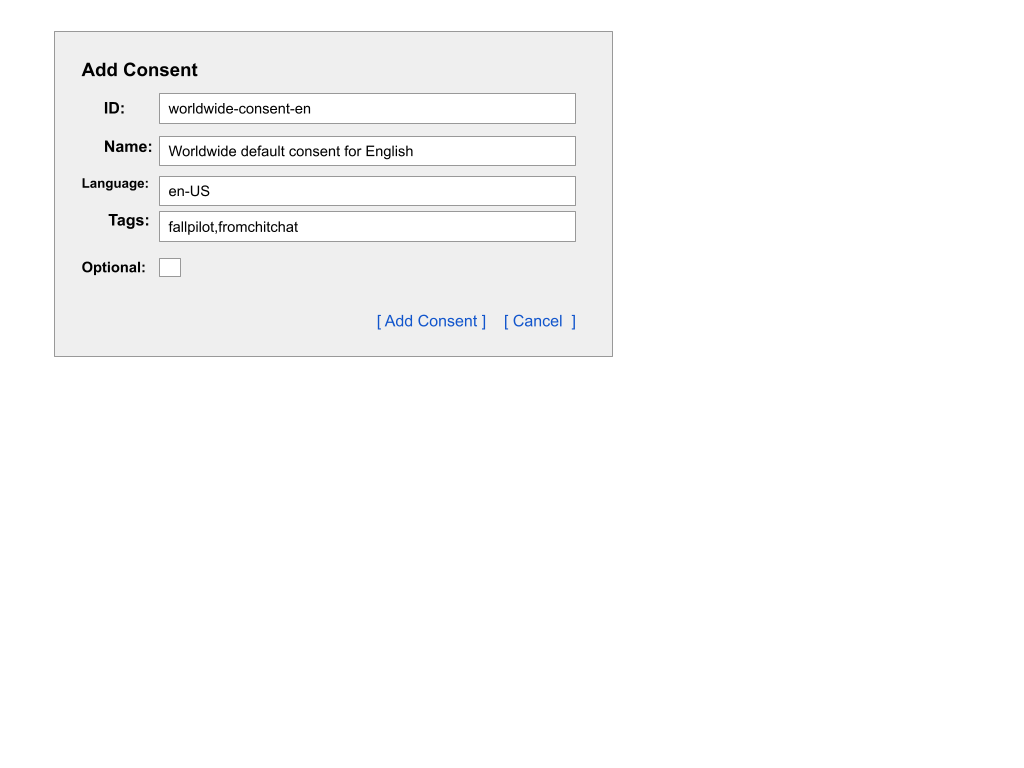 Add Consent
ID: worldwide-consent-en
Name: Worldwide default consent for English
Language: en-US
Tags: fallpilot,fromchitchat
Optional:
[ Add Consent ] [ Cancel ]